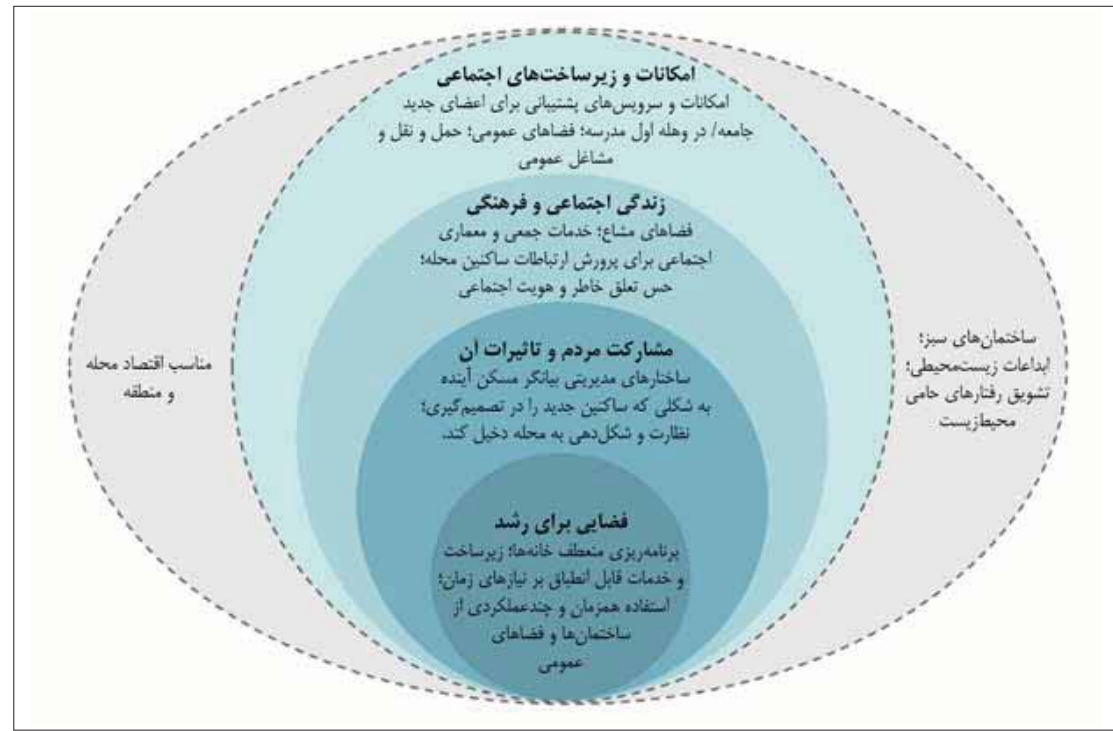 امکانات و زیرساخت‌های اجتماعی
امکانات و سرویس‌های پشتیبانی برای اعضای جدید
جامعه/ در وهله اول مدرسه؛ فضاهای عمومی؛ حمل و نقل و
مشاغل عمومی
زندگی اجتماعی و فرهنگی
فضاهای مشاع؛ خدمات جمعی و معماری
اجتماعی برای پرورش ارتباطات ساکنین محله؛
حس تعلق خاطر و هویت اجتماعی
مشارکت مردم و تاثیرات آن
ساختارهای مدیریتی بیانگر مسکن آینده
به شکلی که ساکنین جدید را در تصمیم‌گیری؛
نظارت و شکل‌دهی به محله دخیل کند.
فضایی برای رشد
برنامه‌ریزی منعطف خانه‌ها؛ زیرساخت
و خدمات قابل انطباق بر نیازهای زمان؛
استفاده همزمان و چندعملکردی از
ساختمان‌ها و فضاهای
عمومی
ساختمان‌های سبز؛
ابداعات زیست‌محیطی؛
تشویق رفتارهای حامی
محیط‌زیست
مناسب اقتصاد محله
و منطقه